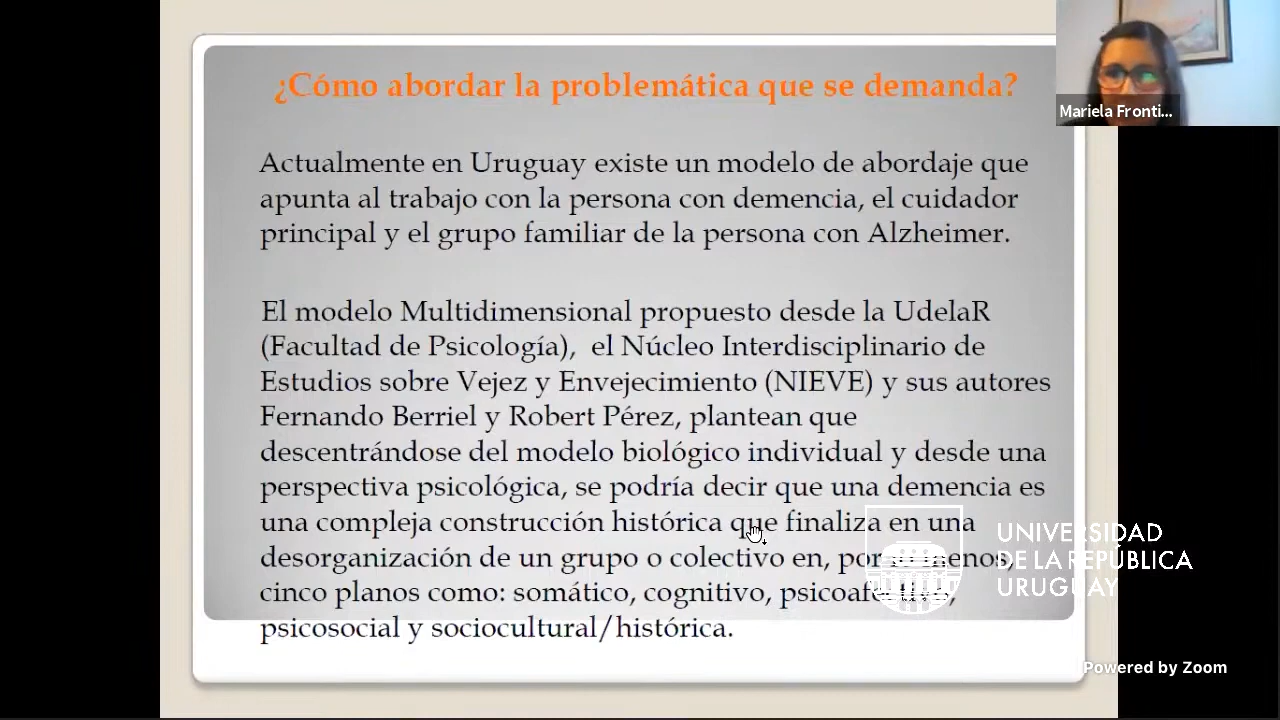 ¿Cómo abordar la problemática que se demanda?
Mariela Fronti...
Actualmente en Uruguay existe un modelo de abordaje que
apunta al trabajo con la persona con demencia, el cuidador
principal y el grupo familiar de la persona con Alzheimer.
El modelo Multidimensional propuesto desde la UdelaR
(Facultad de Psicología), el Núcleo Interdisciplinario de
Estudios sobre Vejez y Envejecimiento (NIEVE) y sus autores
Fernando Berriel y Robert Pérez, plantean que
descentrándose del modelo biológico individual y desde una
perspectiva psicológica, se podría decir que una demencia es
una compleja construcción histórica que finaliza en una
desorganización de un grupo o colectivo en, por menos,
cinco planos como: somático, cognitivo,
psicosocial y sociocultural/histórica.
UNIVERSIDAD
DE LA REPÚBLICA
URUGUAY
Powered by Zoom